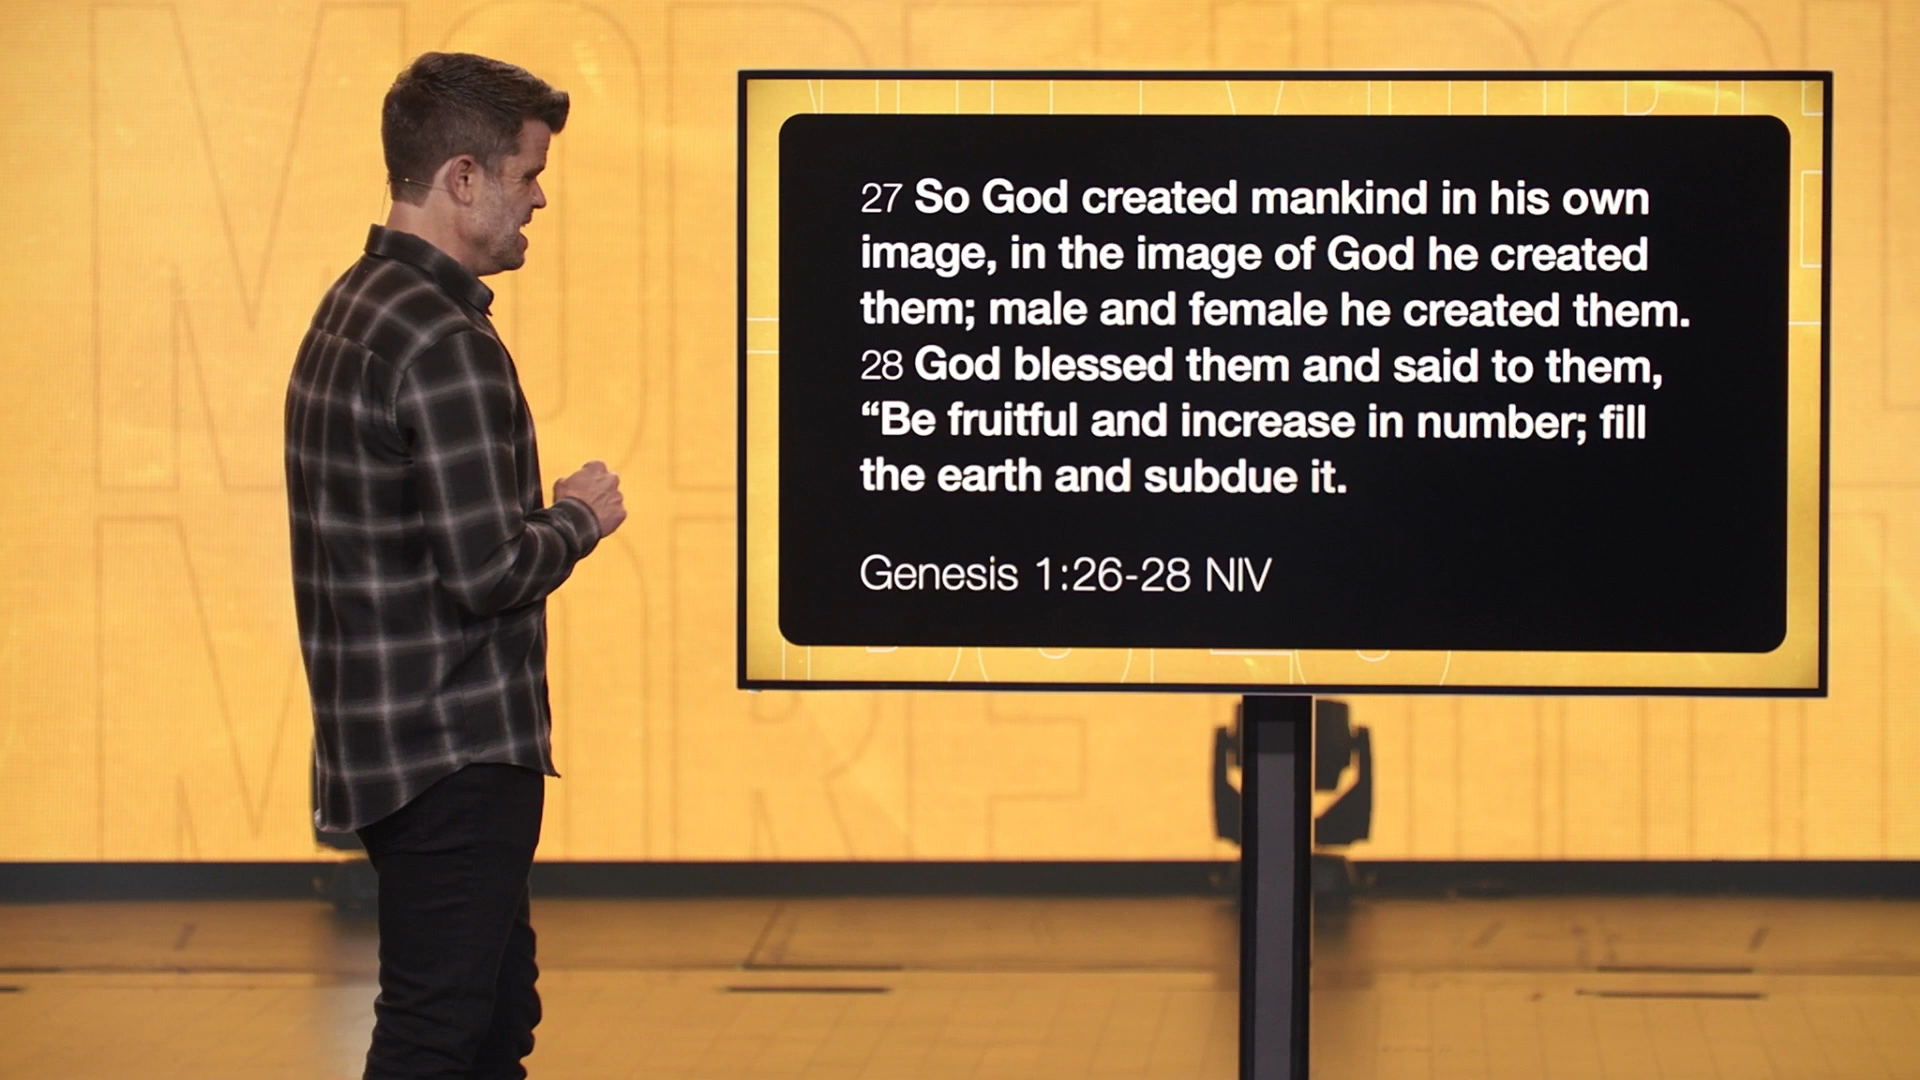 MORE
27 So God created mankind in his own
image, in the image of God he created
them; male and female he created them.
28 God blessed them and said to them,
“Be fruitful and increase in number; fill
the earth and subdue it.
Genesis 1:26-28 NIV
MORE